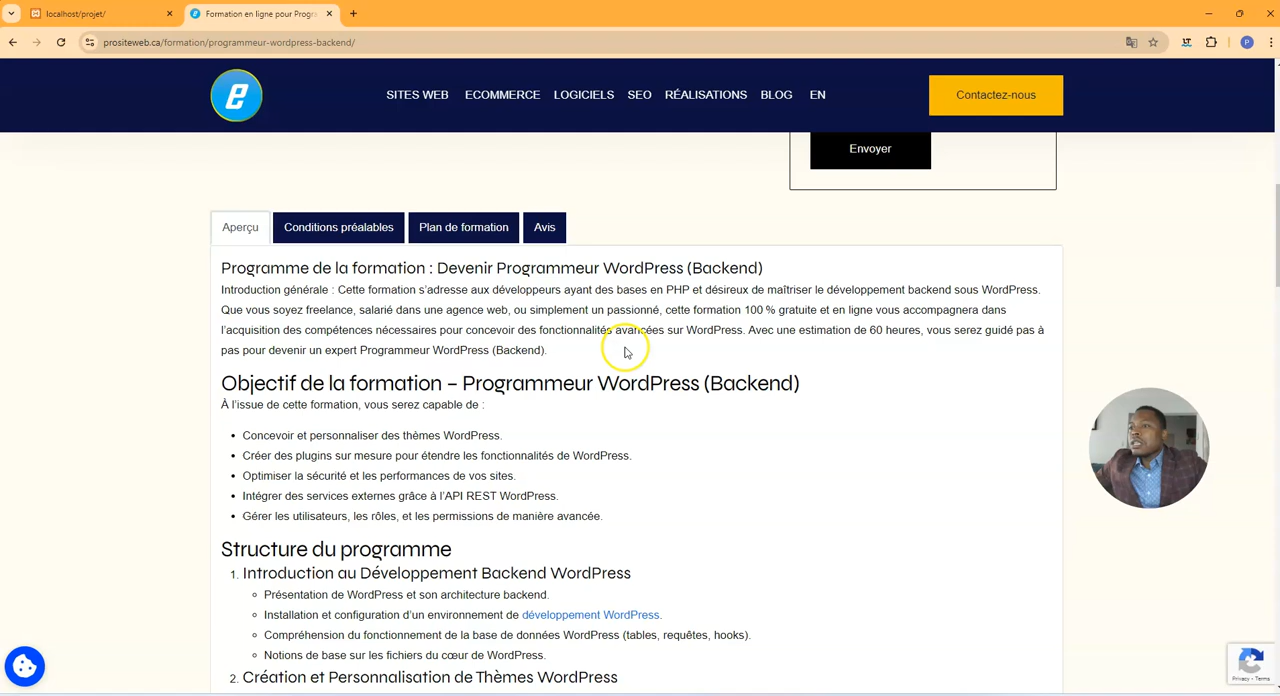 localhost/projet/
Formation en ligne pour Progra
prositeweb.ca/formation/programmeur-wordpress-backend/
P
e
SITES WEB
ECOMMERCE
LOGICIELS
SEO
RÉALISATIONS
BLOG
EN
Contactez-nous
Envoyer
Aperçu
Conditions préalables
Plan de formation
Avis
Programme de la formation : Devenir Programmeur WordPress (Backend)
Introduction générale : Cette formation s’adresse aux développeurs ayant des bases en PHP et désireux de maîtriser le développement backend sous WordPress.
Que vous soyez freelance, salarié dans une agence web, ou simplement un passionné, cette formation 100 % gratuite et en ligne vous accompagnera dans
l’acquisition des compétences nécessaires pour concevoir des fonctionnalités avancées sur WordPress. Avec une estimation de 60 heures, vous serez guidé pas à
pas pour devenir un expert Programmeur WordPress (Backend).
Objectif de la formation – Programmeur WordPress (Backend)
À l’issue de cette formation, vous serez capable de :
• Concevoir et personnaliser des thèmes WordPress.
• Créer des plugins sur mesure pour étendre les fonctionnalités de WordPress.
• Optimiser la sécurité et les performances de vos sites.
• Intégrer des services externes grâce à l’API REST WordPress.
• Gérer les utilisateurs, les rôles, et les permissions de manière avancée.
Structure du programme
1. Introduction au Développement Backend WordPress
Présentation de WordPress et son architecture backend.
Installation et configuration d’un environnement de développement WordPress.
Compréhension du fonctionnement de la base de données WordPress (tables, requêtes, hooks).
Notions de base sur les fichiers du cœur de WordPress.
2. Création et Personnalisation de Thèmes WordPress
Privacy - Terms